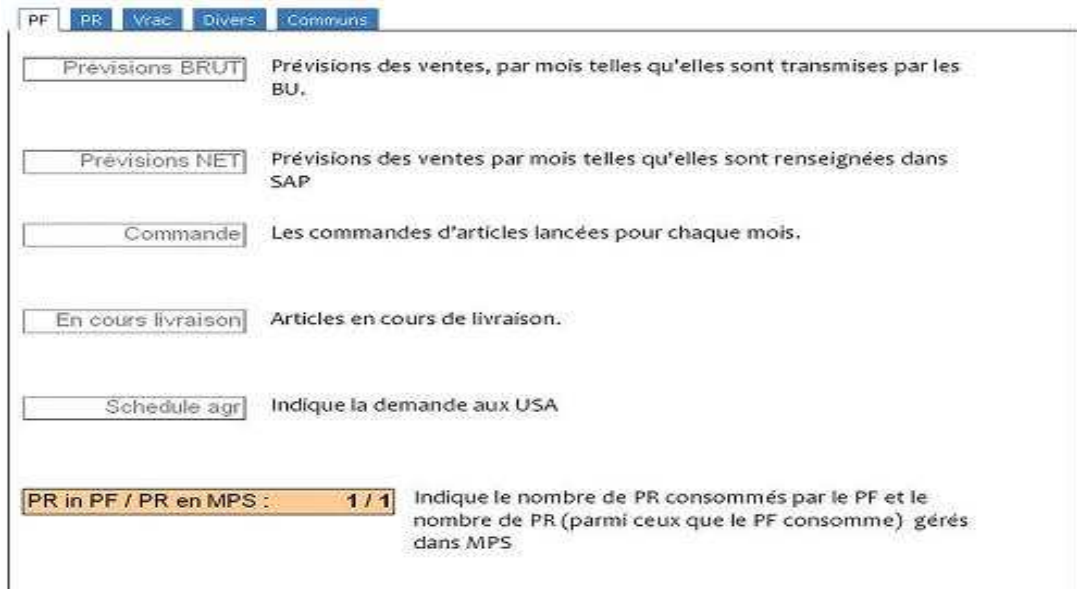 PF PR Vrac Divers Communs
Prévisions BRUT Prévisions des ventes, par mois telles qu'elles sont transmises par les
BU.
Prévisions NET Prévisions des ventes par mois telles qu'elles sont renseignées dans
SAP
Commande Les commandes d'articles lancées pour chaque mois.
En cours livraison Articles en cours de livraison.
Schedule agr Indique la demande aux USA
PR in PF / PR en MPS : 1 / 1 Indique le nombre de PR consommés par le PF et le
nombre de PR (parmi ceux que le PF consomme) gérés
dans MPS